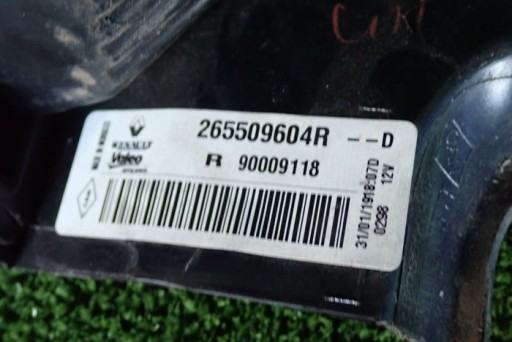 265509604R --D
RENAULT
Valeo
R 90009118
31/01/1918:07D
0298 12V